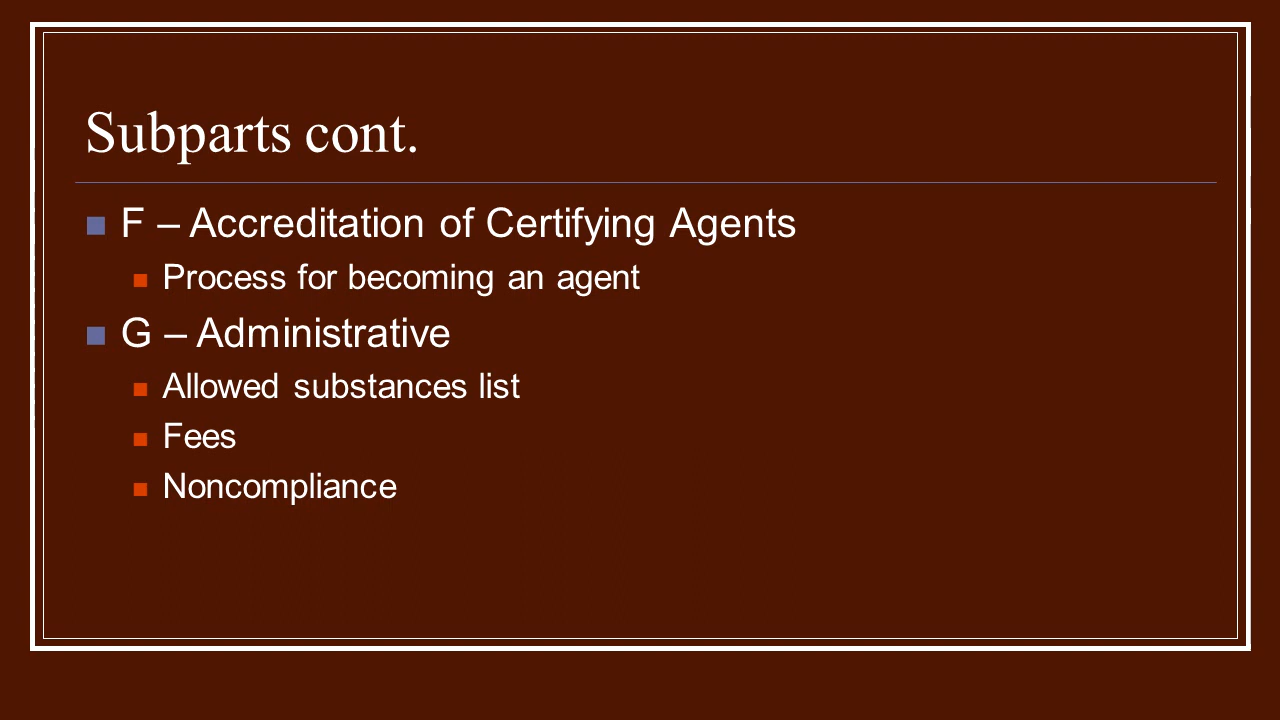 Subparts cont.
F – Accreditation of Certifying Agents
Process for becoming an agent
G – Administrative
Allowed substances list
Fees
Noncompliance